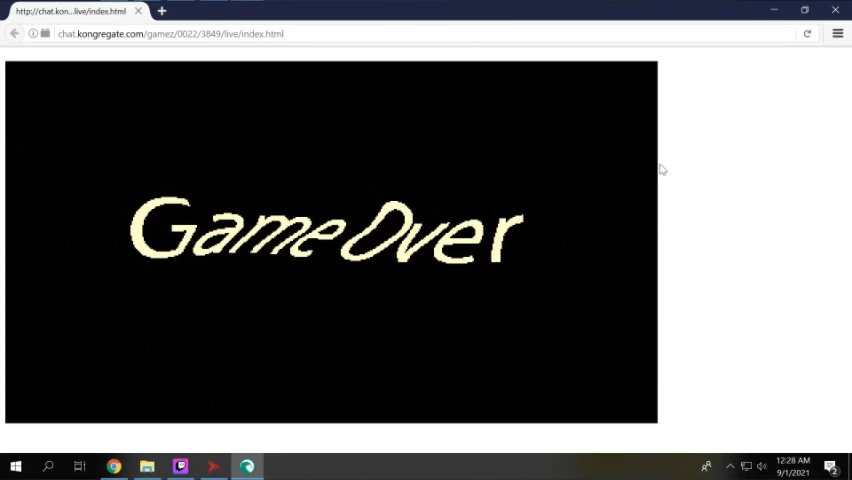 http://chat.kon...live/index.html
chat.kongregate.com/gamez/0022/3849/live/index.html
Game Over
12:28 AM
9/1/2021
2